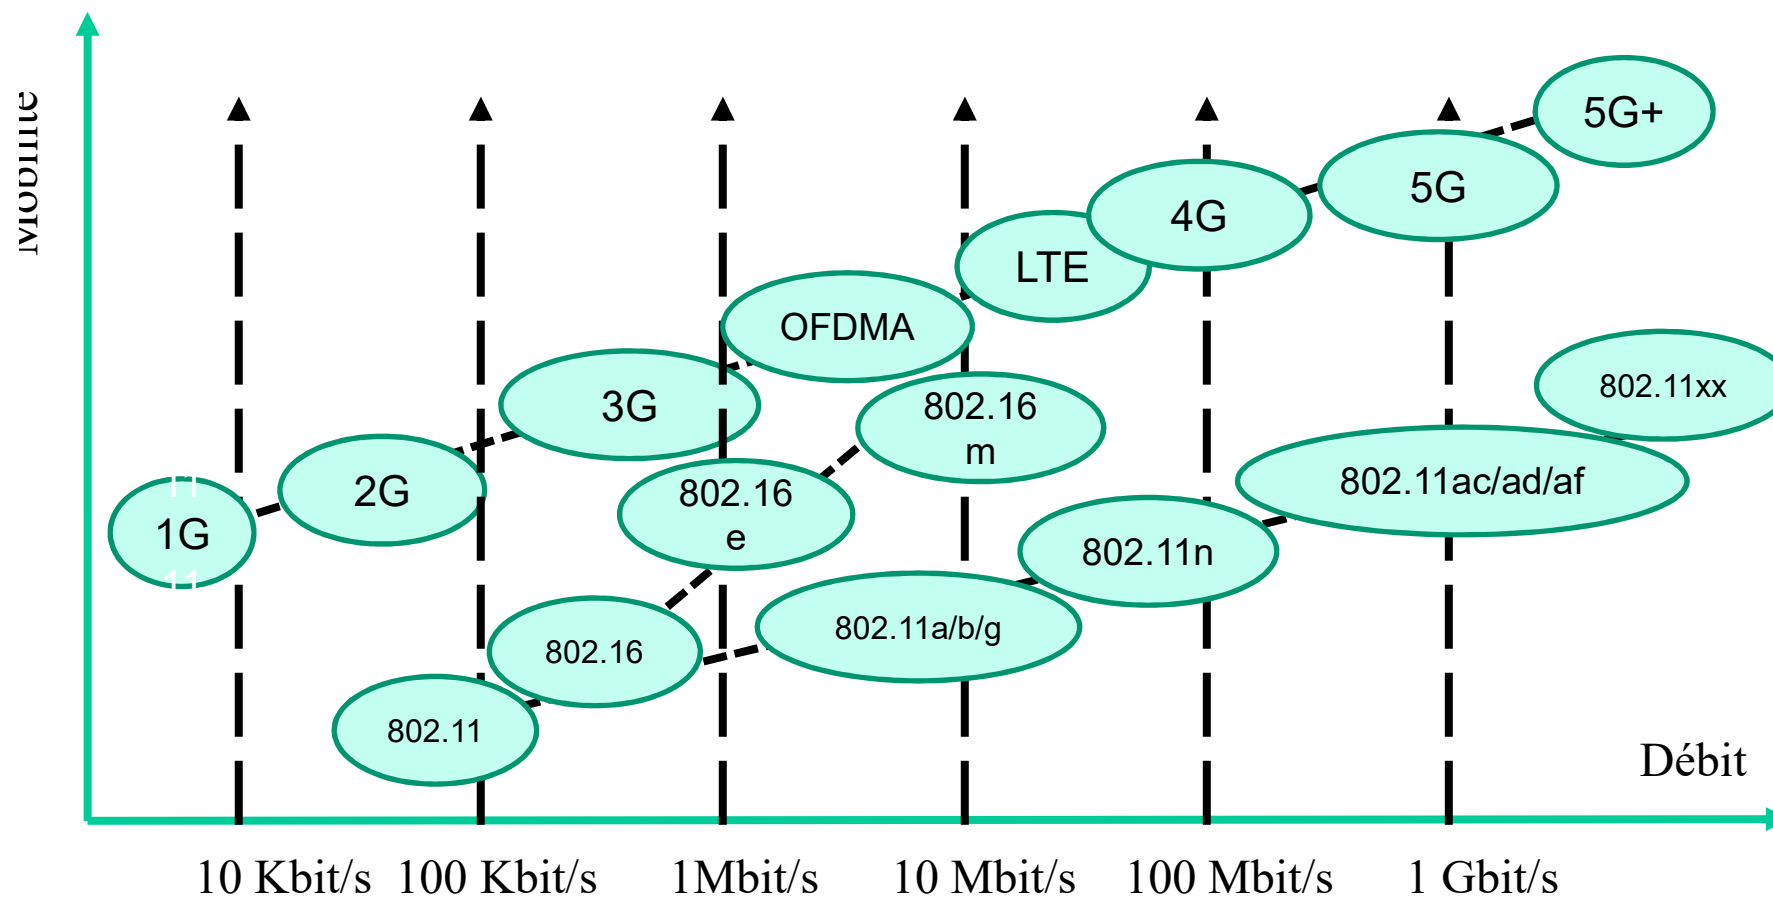 Mobilité
5G+
5G
4G
LTE
OFDMA
3G
2G
1G
802.11xx
802.16
m
802.11ac/ad/af
802.16
e
802.11n
802.11a/b/g
802.16
802.11
Débit
10 Kbit/s 100 Kbit/s 1Mbit/s 10 Mbit/s 100 Mbit/s 1 Gbit/s